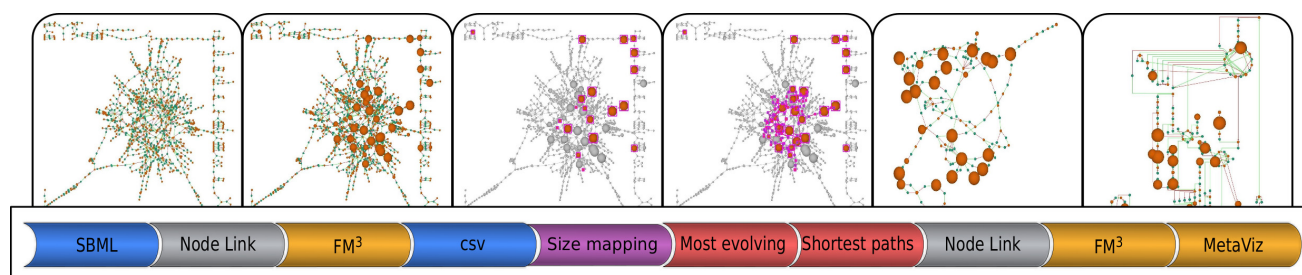 SBML
Node Link
FM³
csv
Size mapping
Most evolving
Shortest paths
Node Link
FM³
MetaViz